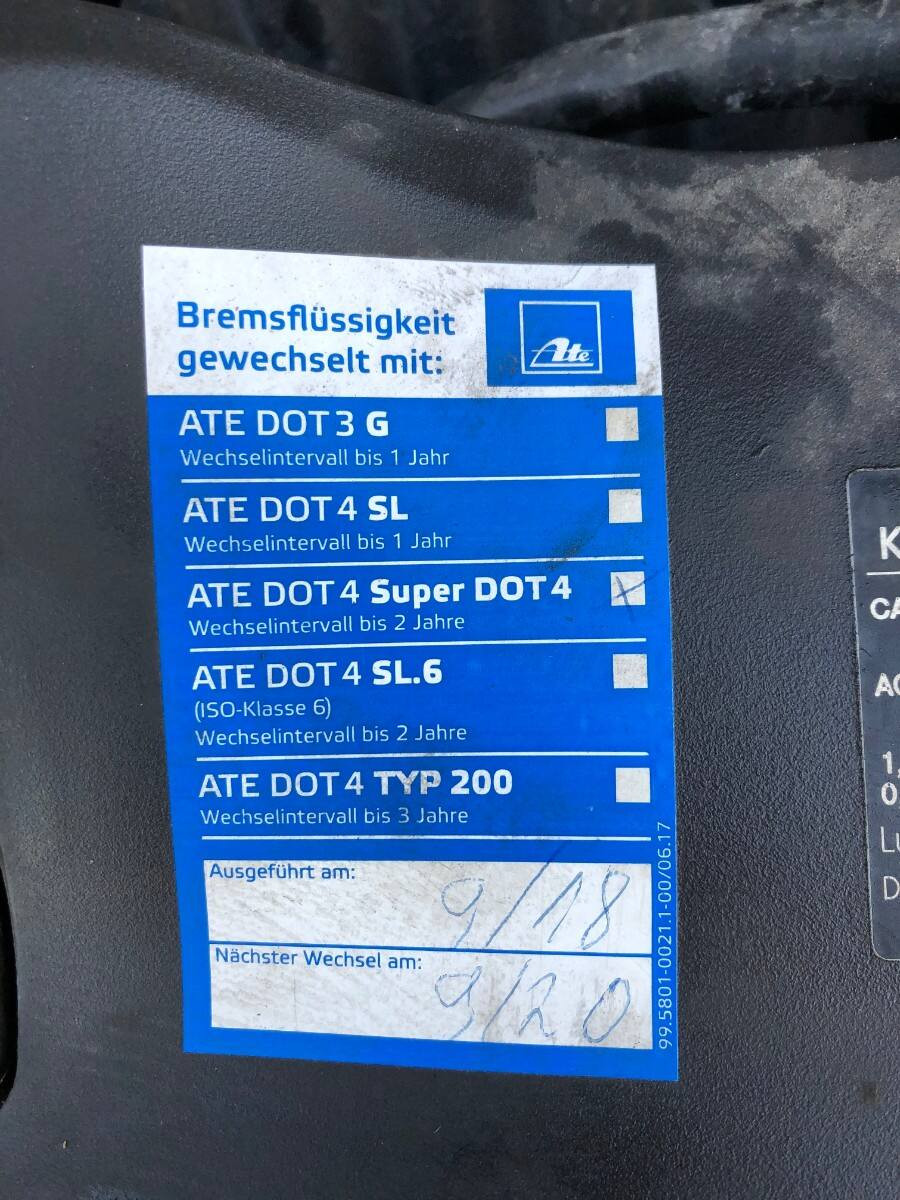 Bremsflüssigkeit
gewechselt mit:
Ate
ATE DOT 3 G
Wechselintervall bis 1 Jahr
ATE DOT 4 SL
Wechselintervall bis 1 Jahr
ATE DOT 4 Super DOT 4
Wechselintervall bis 2 Jahre
ATE DOT 4 SL.6
(ISO-Klasse 6)
Wechselintervall bis 2 Jahre
ATE DOT 4 TYP 200
Wechselintervall bis 3 Jahre
Ausgeführt am:
9/18
Nächster Wechsel am:
9/20
99.5801-0021.1-00/06.17